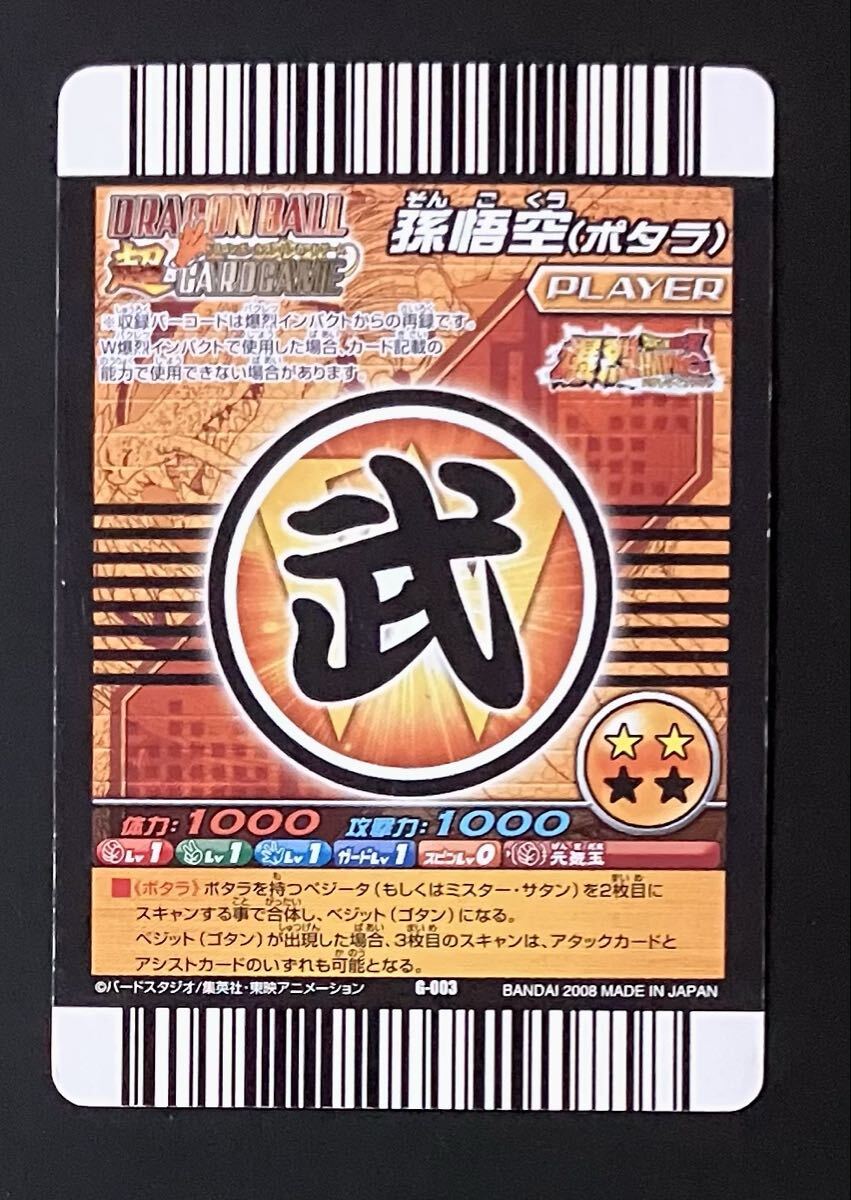 DRAGON BALL
超 CARDGAME
そんごくう
孫悟空(ポタラ)
PLAYER
※収録バーコードは爆烈インパクトからの再録です。
W爆烈インパクトで使用した場合、カード記載の
能力で使用できない場合があります。
爆烈
武
体力:1000 攻撃力:1000
Lv1 Lv1 Lv1 ガードLv1 スピンLv0 元気玉
■《ポタラ》ポタラを持つベジータ(もしくはミスター・サタン)を2枚目に
スキャンする事で合体し、ベジット(ゴタン)になる。
ベジット(ゴタン)が出現した場合、3枚目のスキャンは、アタックカードと
アシストカードのいずれも可能となる。
©バードスタジオ/集英社・東映アニメーション G-003 BANDAI 2008 MADE IN JAPAN